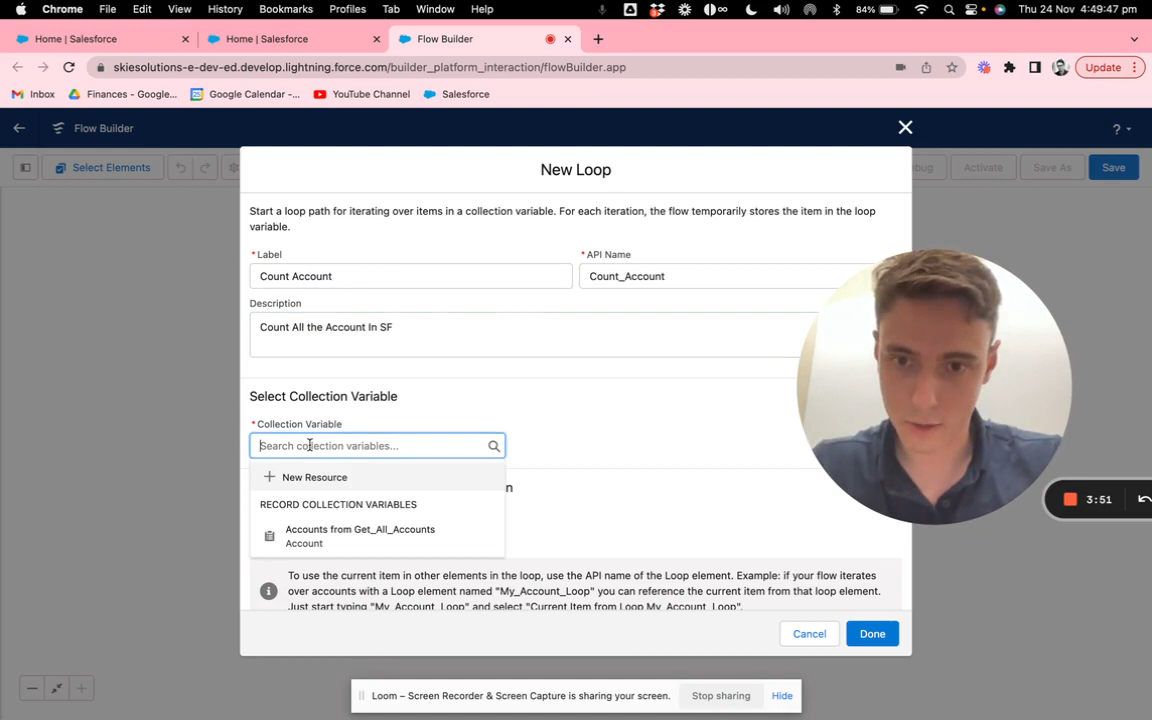 Chrome File Edit View History Bookmarks Profiles Tab Window Help 84% Thu 24 Nov 4:49:47 pm
Home | Salesforce Home | Salesforce Flow Builder
skiesolutions-e-dev-ed.develop.lightning.force.com/builder_platform_interaction/flowBuilder.app Update
Inbox Finances - Google... Google Calendar -... YouTube Channel Salesforce
Flow Builder ?
Select Elements bug Activate Save As Save
New Loop
Start a loop path for iterating over items in a collection variable. For each iteration, the flow temporarily stores the item in the loop
variable.
* Label * API Name
Count Account Count_Account
Description
Count All the Account In SF
Select Collection Variable
* Collection Variable
Search collection variables...
+ New Resource n
RECORD COLLECTION VARIABLES
Accounts from Get_All_Accounts
Account
3:51
To use the current item in other elements in the loop, use the API name of the Loop element. Example: if your flow iterates
over accounts with a Loop element named "My_Account_Loop" you can reference the current item from that loop element.
Just start typing "My_Account_Loop" and select "Current Item from Loop My_Account_Loop".
Cancel Done
Loom – Screen Recorder & Screen Capture is sharing your screen. Stop sharing Hide